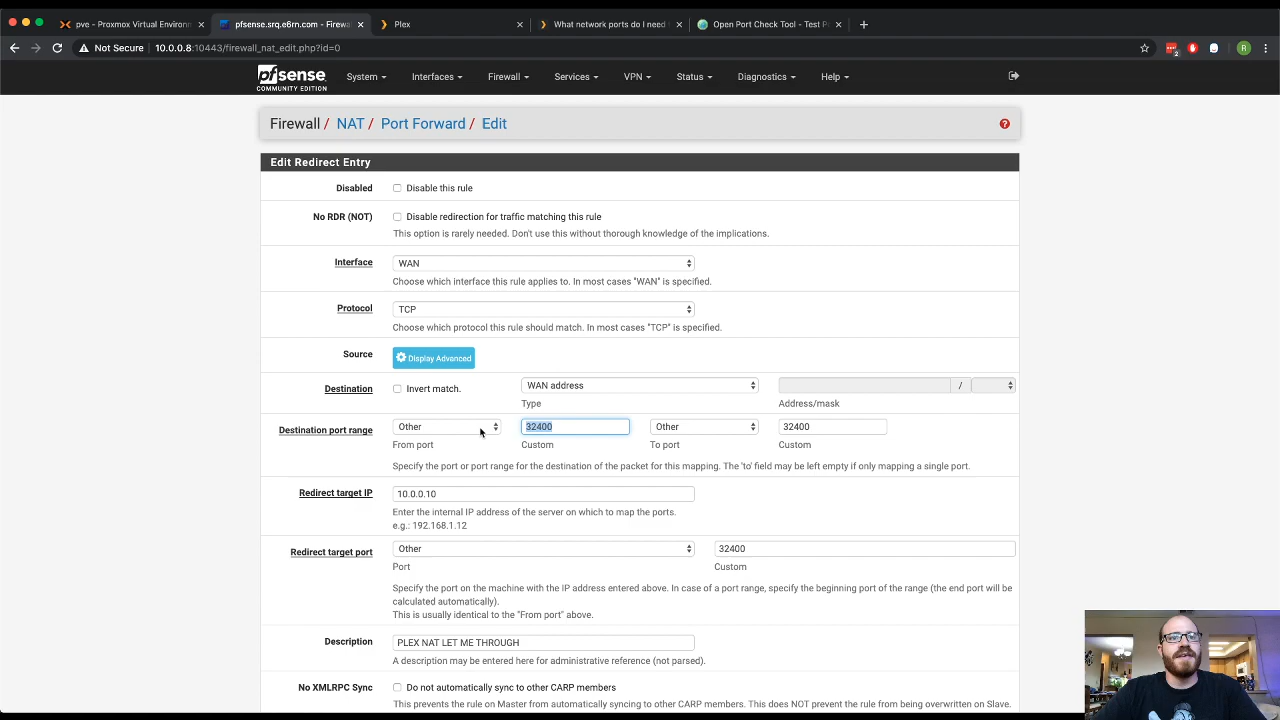 pve - Proxmox Virtual Environm
pfsense.srq.e6rn.com - Firewal
Plex
What network ports do I need
Open Port Check Tool - Test P
Not Secure
10.0.0.8:10443/firewall_nat_edit.php?id=0
2
R
pfsense
COMMUNITY EDITION
System
Interfaces
Firewall
Services
VPN
Status
Diagnostics
Help
Firewall / NAT / Port Forward / Edit
?
Edit Redirect Entry
Disabled
Disable this rule
No RDR (NOT)
Disable redirection for traffic matching this rule
This option is rarely needed. Don't use this without thorough knowledge of the implications.
Interface
WAN
Choose which interface this rule applies to. In most cases "WAN" is specified.
Protocol
TCP
Choose which protocol this rule should match. In most cases "TCP" is specified.
Source
Display Advanced
Destination
Invert match.
WAN address
/
Type
Address/mask
Destination port range
Other
32400
Other
32400
From port
Custom
To port
Custom
Specify the port or port range for the destination of the packet for this mapping. The 'to' field may be left empty if only mapping a single port.
Redirect target IP
10.0.0.10
Enter the internal IP address of the server on which to map the ports.
e.g.: 192.168.1.12
Redirect target port
Other
32400
Port
Custom
Specify the port on the machine with the IP address entered above. In case of a port range, specify the beginning port of the range (the end port will be
calculated automatically).
This is usually identical to the "From port" above.
Description
PLEX NAT LET ME THROUGH
A description may be entered here for administrative reference (not parsed).
No XMLRPC Sync
Do not automatically sync to other CARP members
This prevents the rule on Master from automatically syncing to other CARP members. This does NOT prevent the rule from being overwritten on Slave.